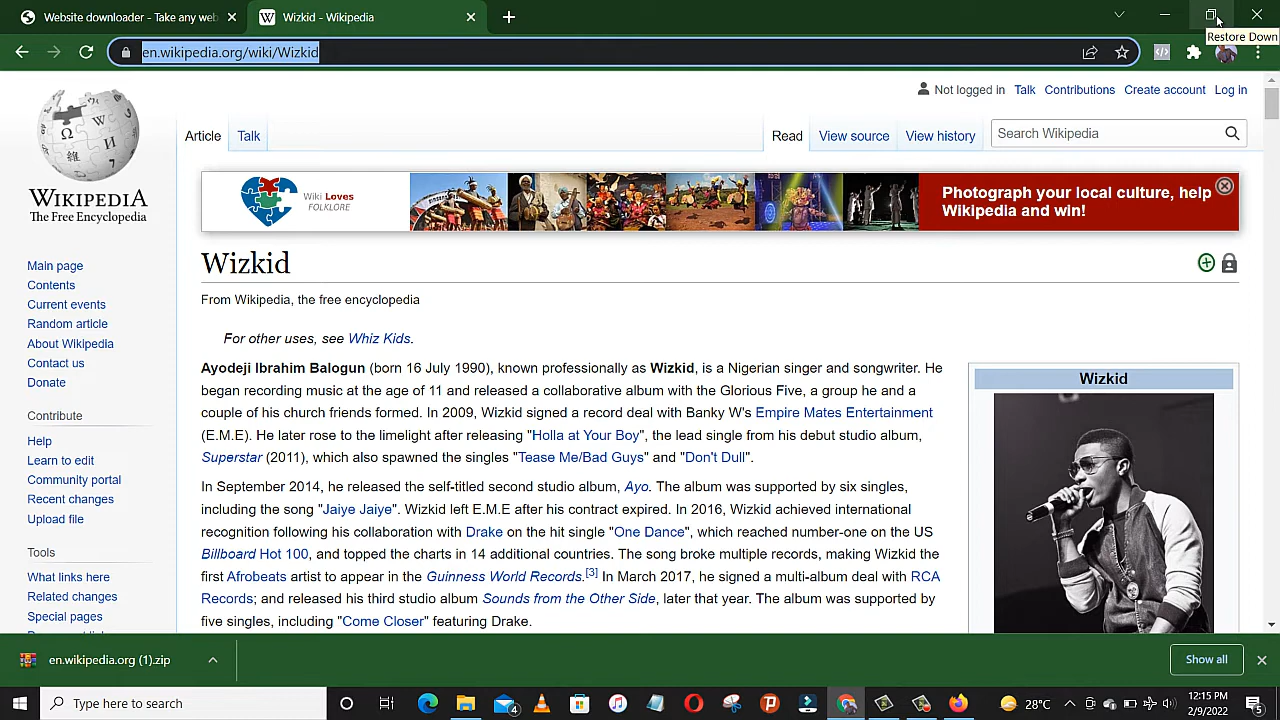 Website downloader - Take any web
Wizkid - Wikipedia
Restore Down
en.wikipedia.org/wiki/Wizkid
Not logged in Talk Contributions Create account Log in
Article Talk Read View source View history Search Wikipedia
WIKIPEDIA
The Free Encyclopedia
Wiki Loves
FOLKLORE
Photograph your local culture, help
Wikipedia and win!
Main page
Contents
Current events
Random article
About Wikipedia
Contact us
Donate
Contribute
Help
Learn to edit
Community portal
Recent changes
Upload file
Tools
What links here
Related changes
Special pages
Wizkid
From Wikipedia, the free encyclopedia
For other uses, see Whiz Kids.
Ayodeji Ibrahim Balogun (born 16 July 1990), known professionally as Wizkid, is a Nigerian singer and songwriter. He
began recording music at the age of 11 and released a collaborative album with the Glorious Five, a group he and a
couple of his church friends formed. In 2009, Wizkid signed a record deal with Banky W's Empire Mates Entertainment
(E.M.E). He later rose to the limelight after releasing "Holla at Your Boy", the lead single from his debut studio album,
Superstar (2011), which also spawned the singles "Tease Me/Bad Guys" and "Don't Dull".
In September 2014, he released the self-titled second studio album, Ayo. The album was supported by six singles,
including the song "Jaiye Jaiye". Wizkid left E.M.E after his contract expired. In 2016, Wizkid achieved international
recognition following his collaboration with Drake on the hit single "One Dance", which reached number-one on the US
Billboard Hot 100, and topped the charts in 14 additional countries. The song broke multiple records, making Wizkid the
first Afrobeats artist to appear in the Guinness World Records.[3] In March 2017, he signed a multi-album deal with RCA
Records; and released his third studio album Sounds from the Other Side, later that year. The album was supported by
five singles, including "Come Closer" featuring Drake.
Wizkid
en.wikipedia.org (1).zip
Show all
Type here to search
4
28°C
12:15 PM
2/9/2022
5